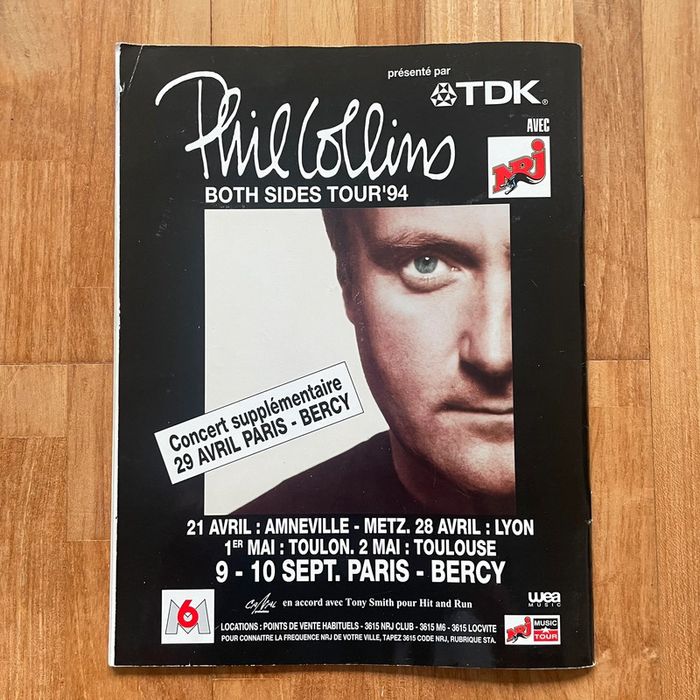 présenté par
TDK®
AVEC
NRJ
Phil Collins
BOTH SIDES TOUR'94
Concert supplémentaire
29 AVRIL PARIS - BERCY
21 AVRIL : AMNEVILLE - METZ. 28 AVRIL : LYON
1ER MAI : TOULON. 2 MAI : TOULOUSE
9 - 10 SEPT. PARIS - BERCY
M6
en accord avec Tony Smith pour Hit and Run
wea
MUSIC
LOCATIONS : POINTS DE VENTE HABITUELS - 3615 NRJ CLUB - 3615 M6 - 3615 LOCVITE
POUR CONNAITRE LA FREQUENCE NRJ DE VOTRE VILLE, TAPEZ 3615 CODE NRJ, RUBRIQUE STA.
NRJ
MUSIC
TOUR